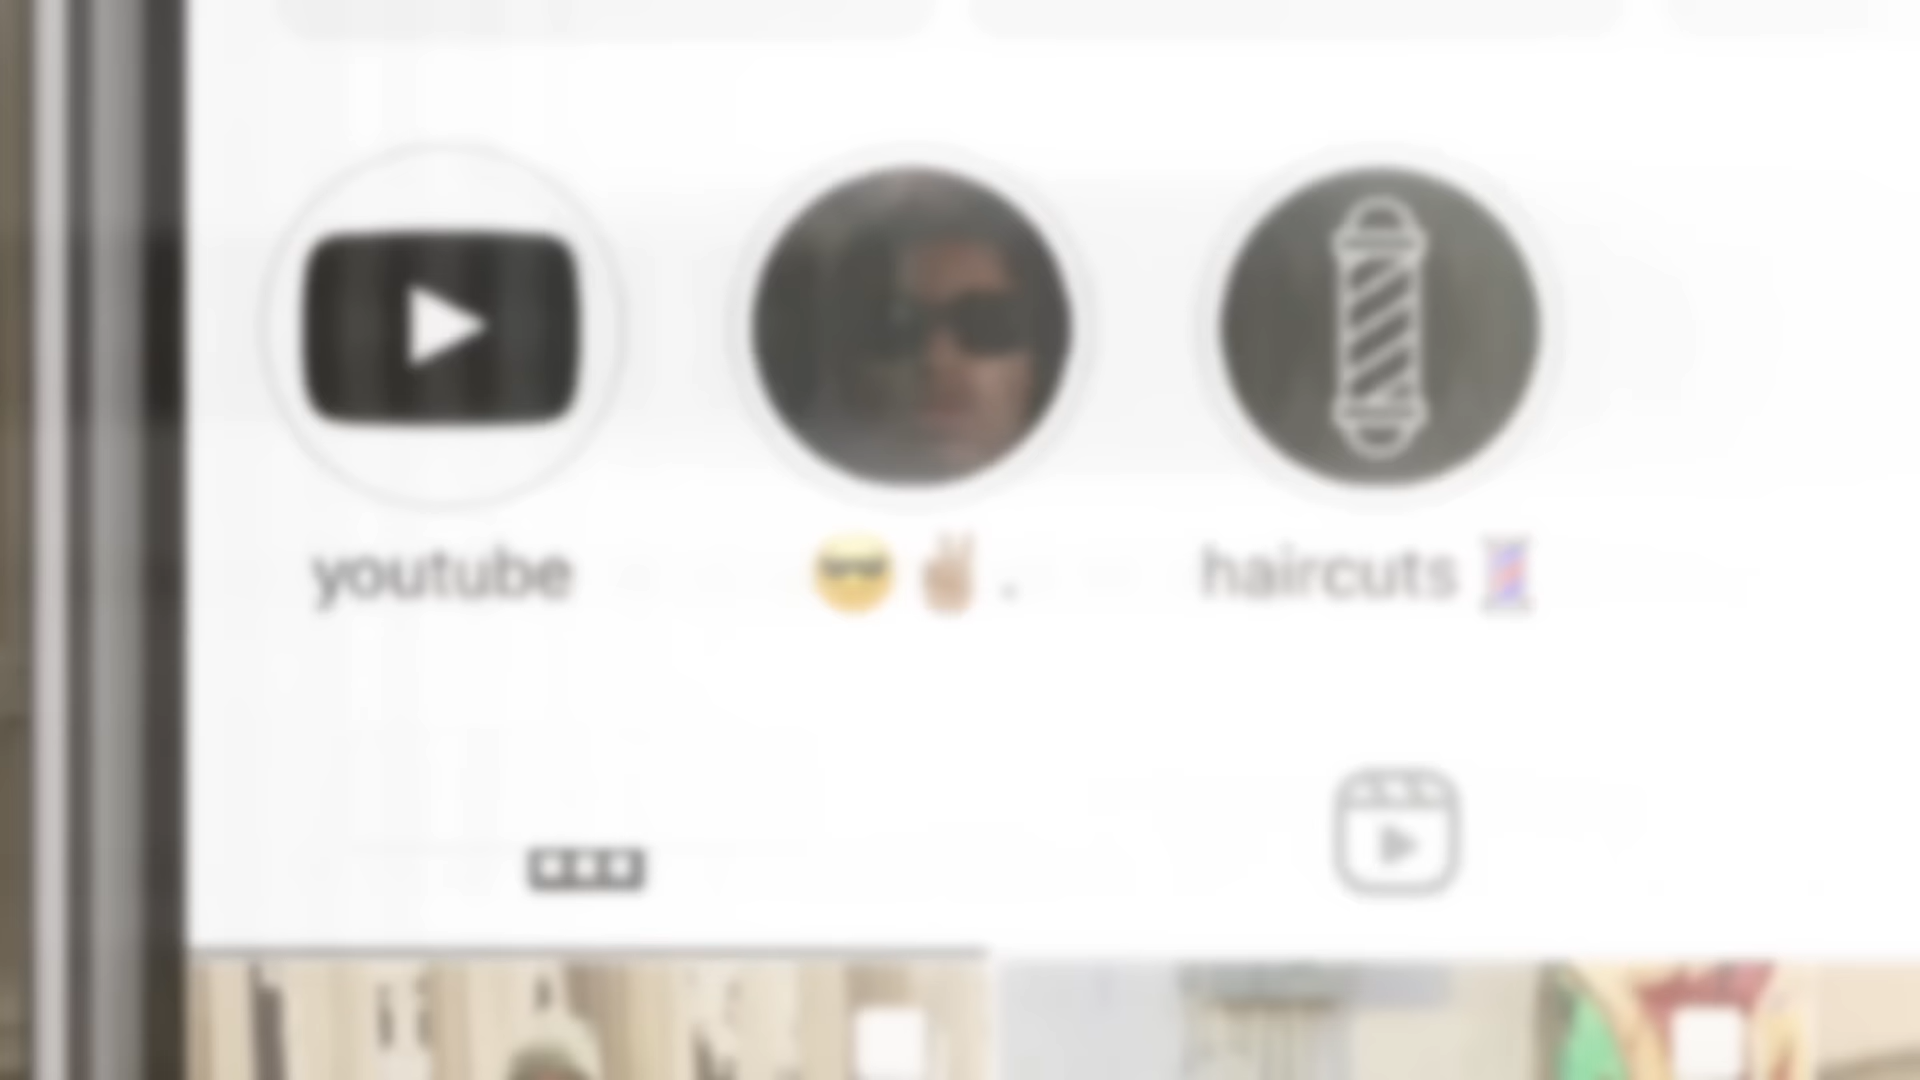 youtube
😎 ✌🏼 .
haircuts 💈